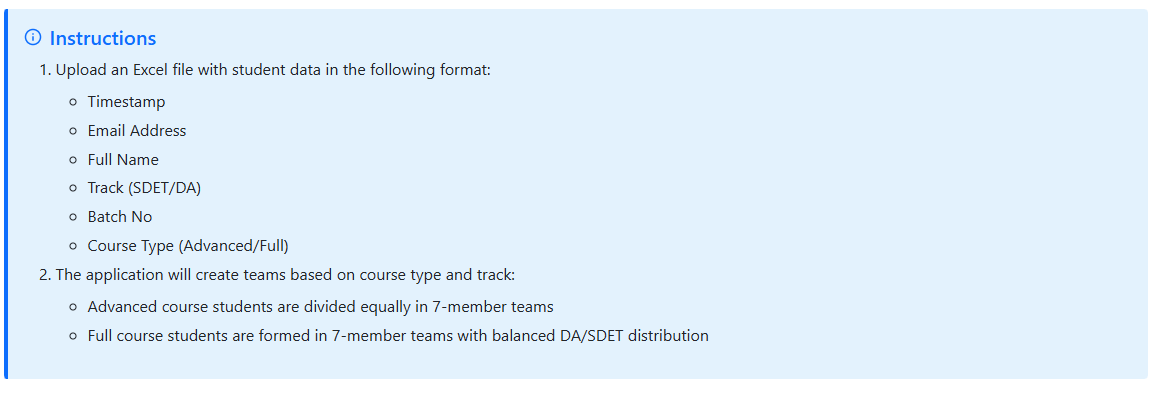 Instructions
1. Upload an Excel file with student data in the following format:
Timestamp
Email Address
Full Name
Track (SDET/DA)
Batch No
Course Type (Advanced/Full)
2. The application will create teams based on course type and track:
Advanced course students are divided equally in 7-member teams
Full course students are formed in 7-member teams with balanced DA/SDET distribution